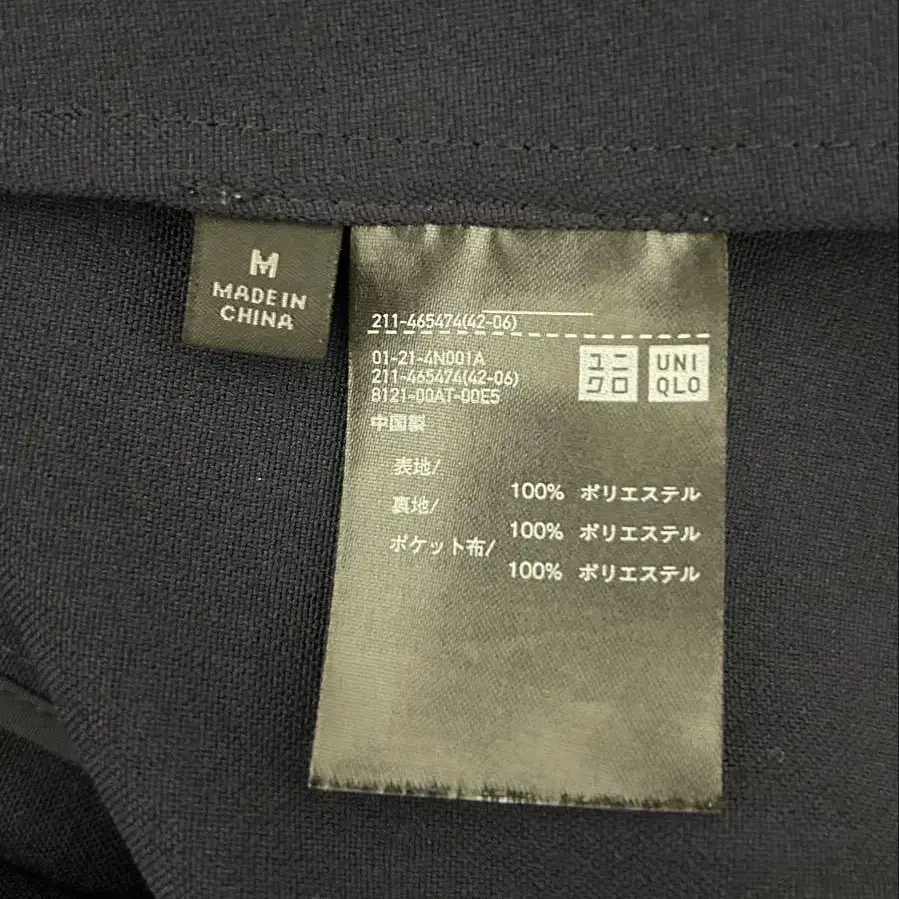 M
MADE IN
CHINA
211-465474(42-06)
01-21-4N001A
211-465474(42-06)
8121-00AT-00E5
中国製
ユニ
クロ
UNI
QLO
表地/
100% ポリエステル
裏地/
100% ポリエステル
ポケット布/
100% ポリエステル